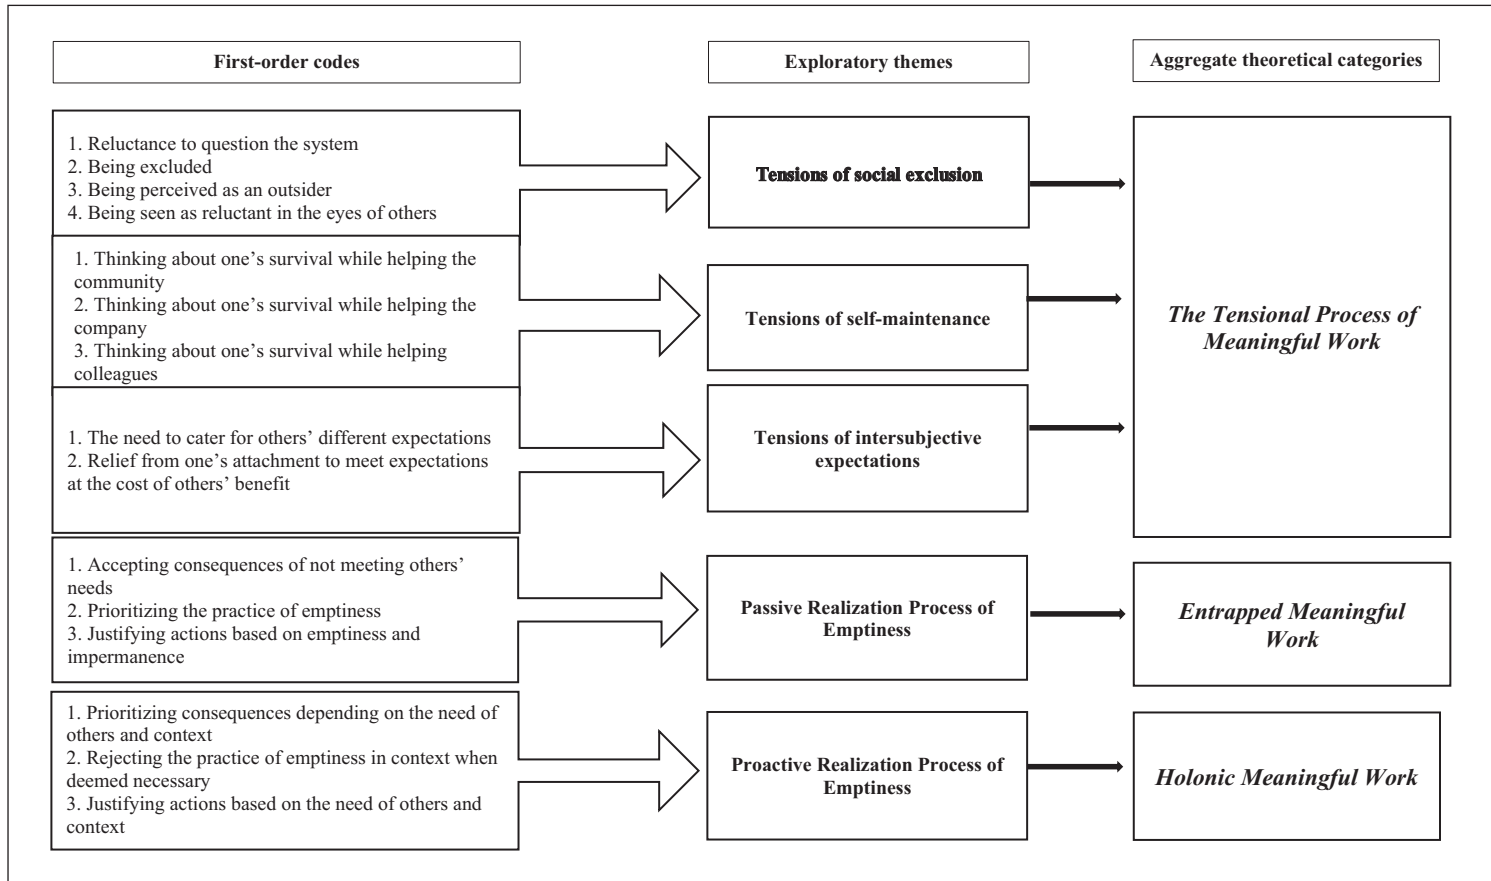 First-order codes
Exploratory themes
Aggregate theoretical categories
1. Reluctance to question the system
2. Being excluded
3. Being perceived as an outsider
4. Being seen as reluctant in the eyes of others
Tensions of social exclusion
1. Thinking about one’s survival while helping the
community
2. Thinking about one’s survival while helping the
company
3. Thinking about one’s survival while helping
colleagues
Tensions of self-maintenance
The Tensional Process of
Meaningful Work
1. The need to cater for others’ different expectations
2. Relief from one’s attachment to meet expectations
at the cost of others’ benefit
Tensions of intersubjective
expectations
1. Accepting consequences of not meeting others’
needs
2. Prioritizing the practice of emptiness
3. Justifying actions based on emptiness and
impermanence
Passive Realization Process of
Emptiness
Entrapped Meaningful
Work
1. Prioritizing consequences depending on the need of
others and context
2. Rejecting the practice of emptiness in context when
deemed necessary
3. Justifying actions based on the need of others and
context
Proactive Realization Process of
Emptiness
Holonic Meaningful Work